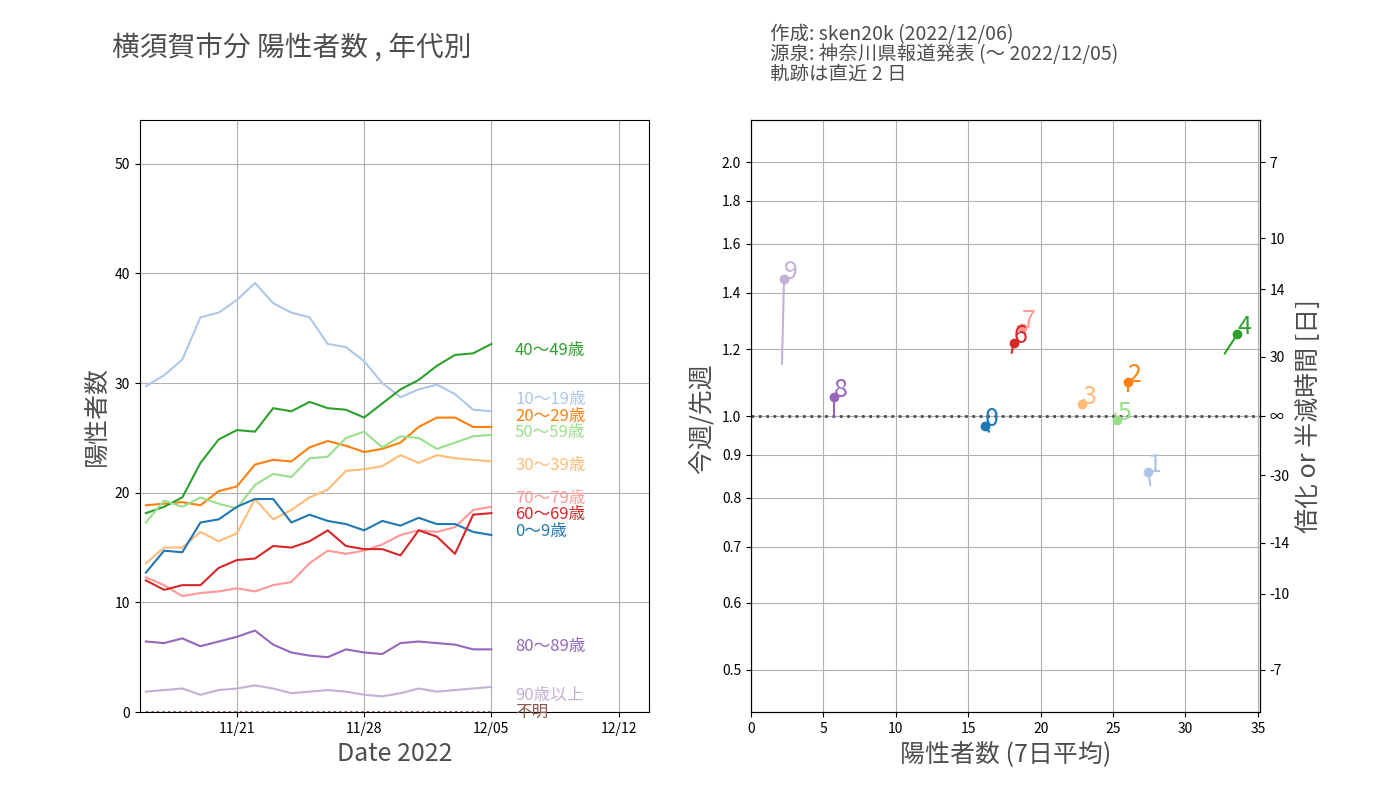 横須賀市分 陽性者数 , 年代別
作成: sken20k (2022/12/06)
源泉: 神奈川県報道発表 (〜 2022/12/05)
軌跡は直近 2 日
陽性者数
50
40
30
20
10
0
40〜49歳
10〜19歳
20〜29歳
50〜59歳
30〜39歳
70〜79歳
60〜69歳
0〜9歳
80〜89歳
90歳以上
不明
11/21
11/28
12/05
12/12
Date 2022
今週/先週
2.0
1.8
1.6
1.4
1.2
1.0
0.9
0.8
0.7
0.6
0.5
9
7
6
4
2
8
3
5
0
1
0
5
10
15
20
25
30
35
陽性者数 (7日平均)
7
10
14
30
∞
-30
-14
-10
-7
倍化 or 半減時間 [日]